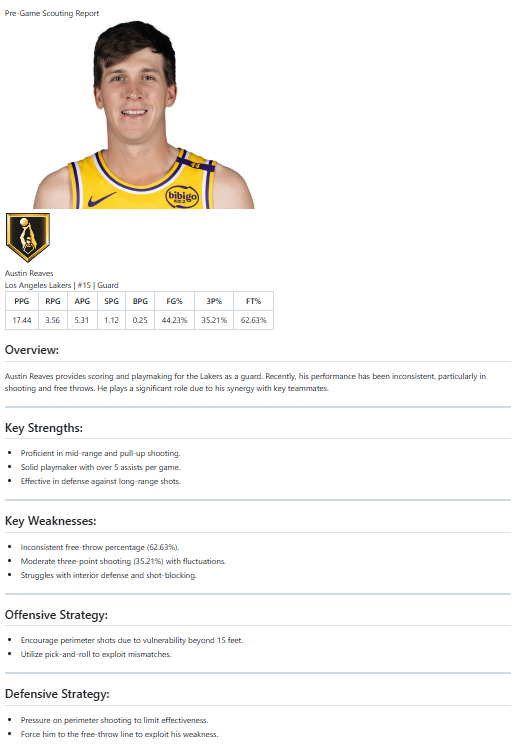 Pre-Game Scouting Report
bibigo
Austin Reaves
Los Angeles Lakers | #15 | Guard
PPG RPG APG SPG BPG FG% 3P% FT%
17.44 3.56 5.31 1.12 0.25 44.23% 35.21% 62.63%
Overview:
Austin Reaves provides scoring and playmaking for the Lakers as a guard. Recently, his performance has been inconsistent, particularly in
shooting and free throws. He plays a significant role due to his synergy with key teammates.
Key Strengths:
• Proficient in mid-range and pull-up shooting.
• Solid playmaker with over 5 assists per game.
• Effective in defense against long-range shots.
Key Weaknesses:
• Inconsistent free-throw percentage (62.63%).
• Moderate three-point shooting (35.21%) with fluctuations.
• Struggles with interior defense and shot-blocking.
Offensive Strategy:
• Encourage perimeter shots due to vulnerability beyond 15 feet.
• Utilize pick-and-roll to exploit mismatches.
Defensive Strategy:
• Pressure on perimeter shooting to limit effectiveness.
• Force him to the free-throw line to exploit his weakness.